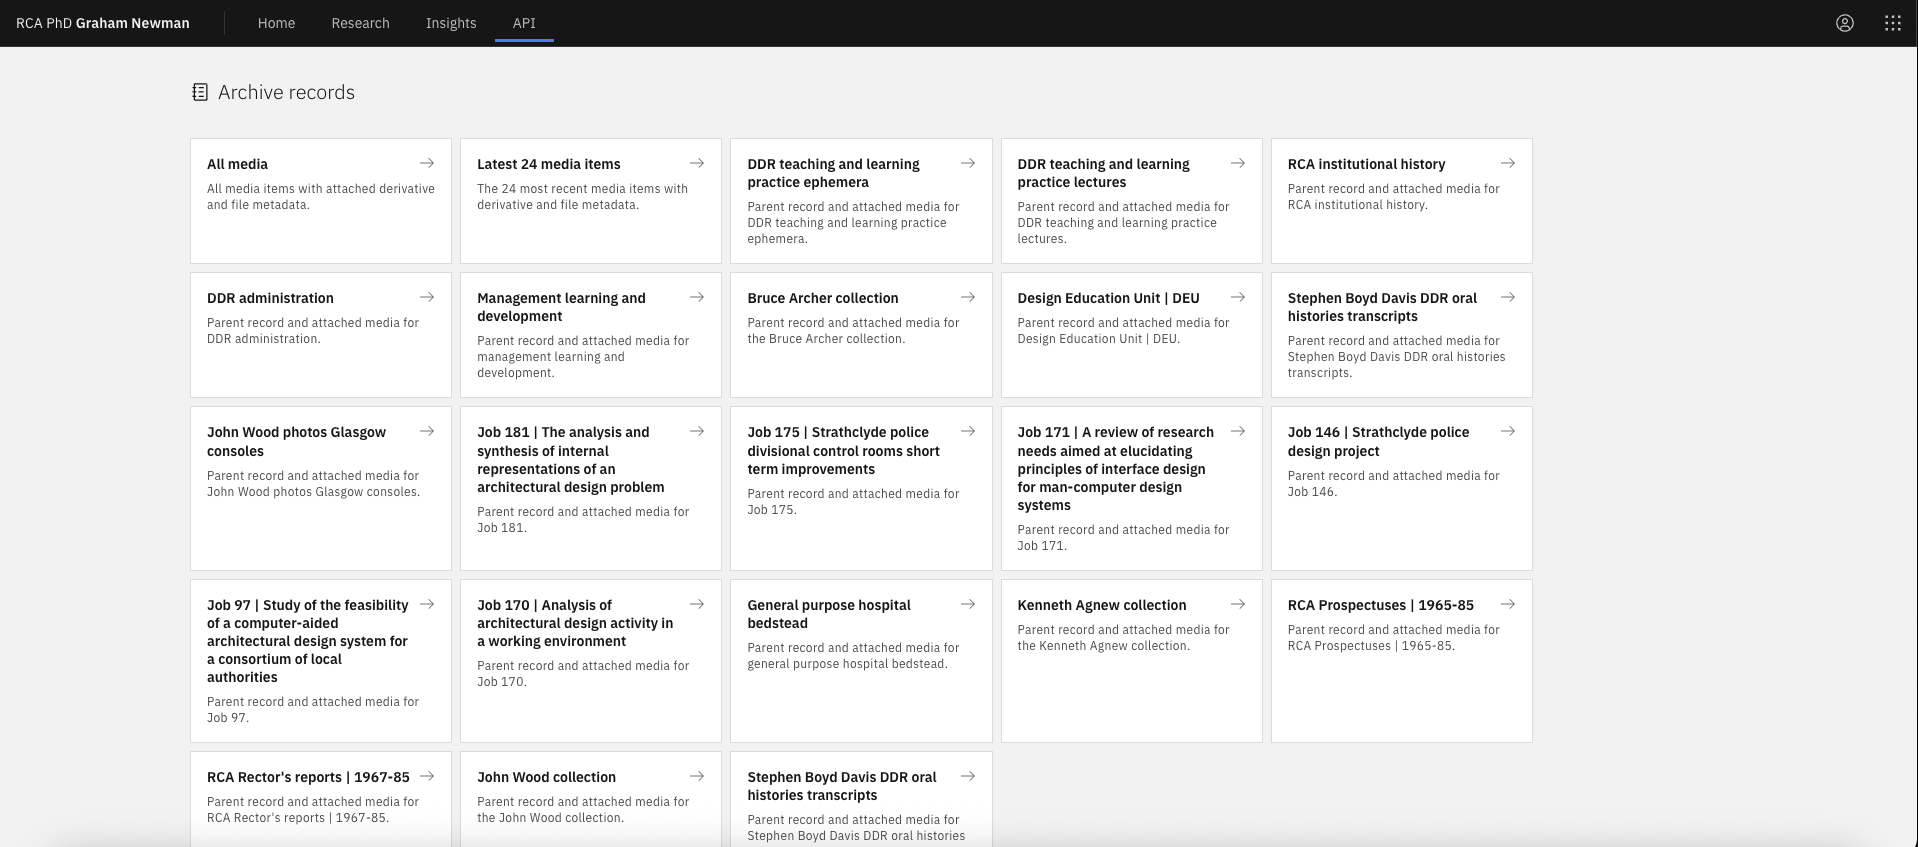 RCA PhD Graham Newman
Home
Research
Insights
API
Archive records
All media
All media items with attached derivative
and file metadata.
Latest 24 media items
The 24 most recent media items with
derivative and file metadata.
DDR teaching and learning
practice ephemera
Parent record and attached media for
DDR teaching and learning practice
ephemera.
DDR teaching and learning
practice lectures
Parent record and attached media for
DDR teaching and learning practice
lectures.
RCA institutional history
Parent record and attached media for
RCA institutional history.
DDR administration
Parent record and attached media for
DDR administration.
Management learning and
development
Parent record and attached media for
management learning and
development.
Bruce Archer collection
Parent record and attached media for
the Bruce Archer collection.
Design Education Unit | DEU
Parent record and attached media for
Design Education Unit | DEU.
Stephen Boyd Davis DDR oral
histories transcripts
Parent record and attached media for
Stephen Boyd Davis DDR oral histories
transcripts.
John Wood photos Glasgow
consoles
Parent record and attached media for
John Wood photos Glasgow consoles.
Job 181 | The analysis and
synthesis of internal
representations of an
architectural design problem
Parent record and attached media for
Job 181.
Job 175 | Strathclyde police
divisional control rooms short
term improvements
Parent record and attached media for
Job 175.
Job 171 | A review of research
needs aimed at elucidating
principles of interface design
for man-computer design
systems
Parent record and attached media for
Job 171.
Job 146 | Strathclyde police
design project
Parent record and attached media for
Job 146.
Job 97 | Study of the feasibility
of a computer-aided
architectural design system for
a consortium of local
authorities
Parent record and attached media for
Job 97.
Job 170 | Analysis of
architectural design activity in
a working environment
Parent record and attached media for
Job 170.
General purpose hospital
bedstead
Parent record and attached media for
general purpose hospital bedstead.
Kenneth Agnew collection
Parent record and attached media for
the Kenneth Agnew collection.
RCA Prospectuses | 1965-85
Parent record and attached media for
RCA Prospectuses | 1965-85.
RCA Rector's reports | 1967-85
Parent record and attached media for
RCA Rector's reports | 1967-85.
John Wood collection
Parent record and attached media for
the John Wood collection.
Stephen Boyd Davis DDR oral
histories transcripts
Parent record and attached media for
Stephen Boyd Davis DDR oral histories